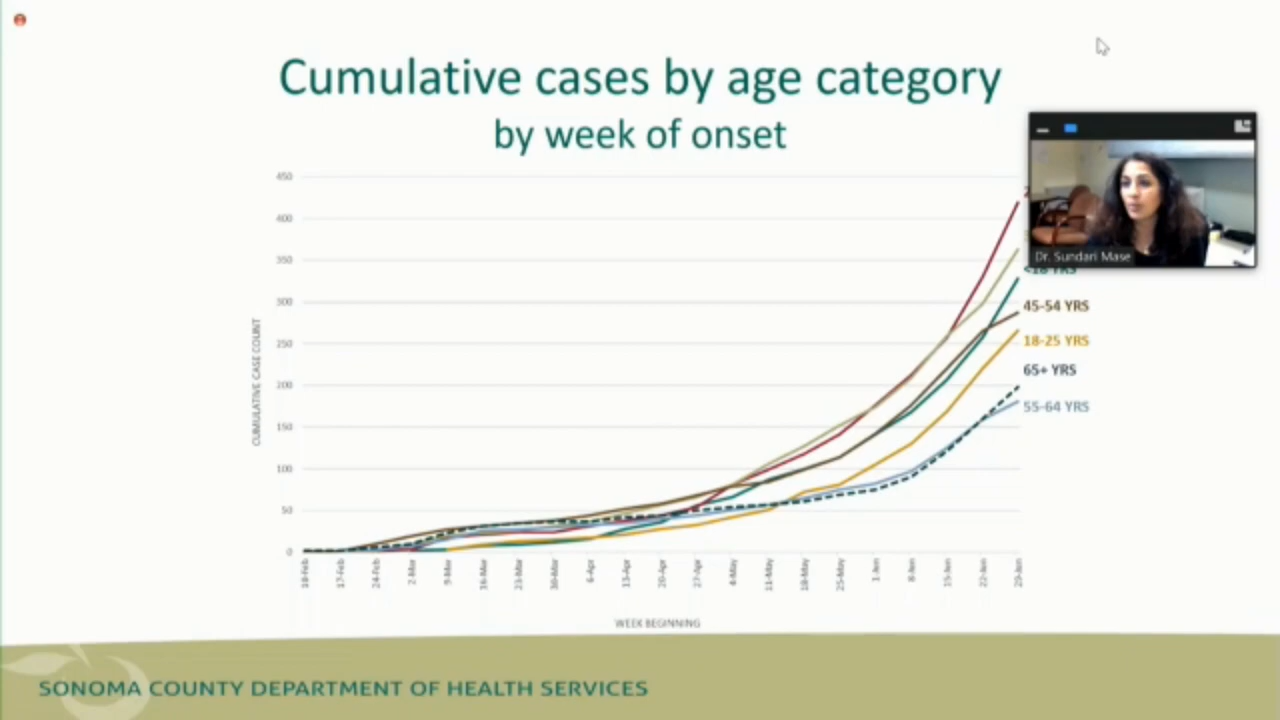 Cumulative cases by age category
by week of onset
450
400
350
300
250
200
150
100
50
0
CUMULATIVE CASE COUNT
18-Feb 17-Feb 24-Feb 2-Mar 9-Mar 16-Mar 23-Mar 30-Mar 6-Apr 13-Apr 20-Apr 27-Apr 4-May 11-May 18-May 25-May 1-Jun 8-Jun 15-Jun 22-Jun 29-Jun
WEEK BEGINNING
Dr. Sundari Mase
<18 YRS
45-54 YRS
18-25 YRS
65+ YRS
55-64 YRS
SONOMA COUNTY DEPARTMENT OF HEALTH SERVICES